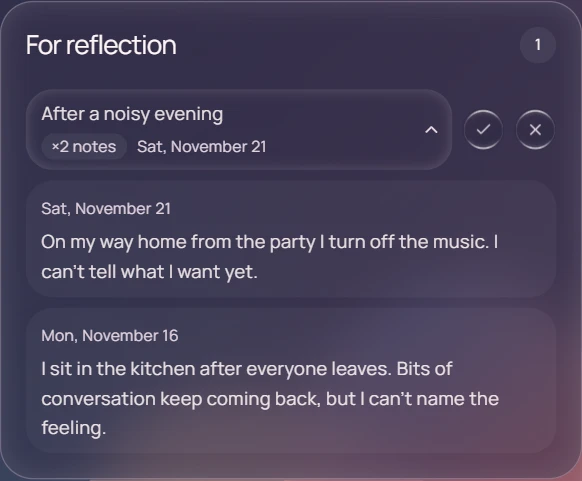 For reflection
1
After a noisy evening
×2 notes Sat, November 21
Sat, November 21
On my way home from the party I turn off the music. I
can't tell what I want yet.
Mon, November 16
I sit in the kitchen after everyone leaves. Bits of
conversation keep coming back, but I can't name the
feeling.